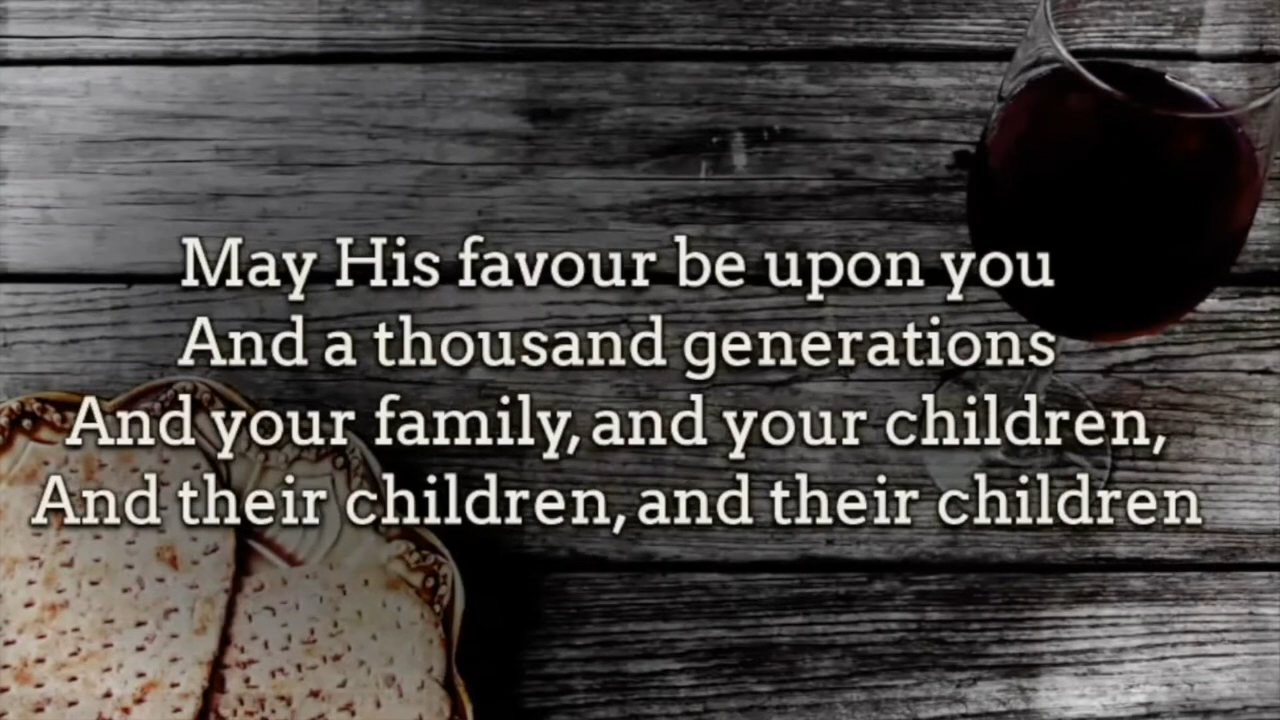 May His favour be upon you
And a thousand generations
And your family, and your children,
And their children, and their children